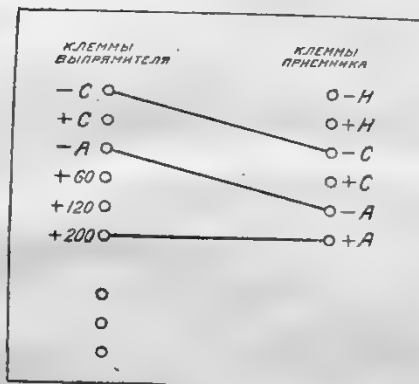 КЛЕММЫ
ВЫПРЯМИТЕЛЯ
-С
+С
-А
+60
+120
+200
КЛЕММЫ
ПРИЕМНИКА
-Н
+Н
-С
+С
-А
+А